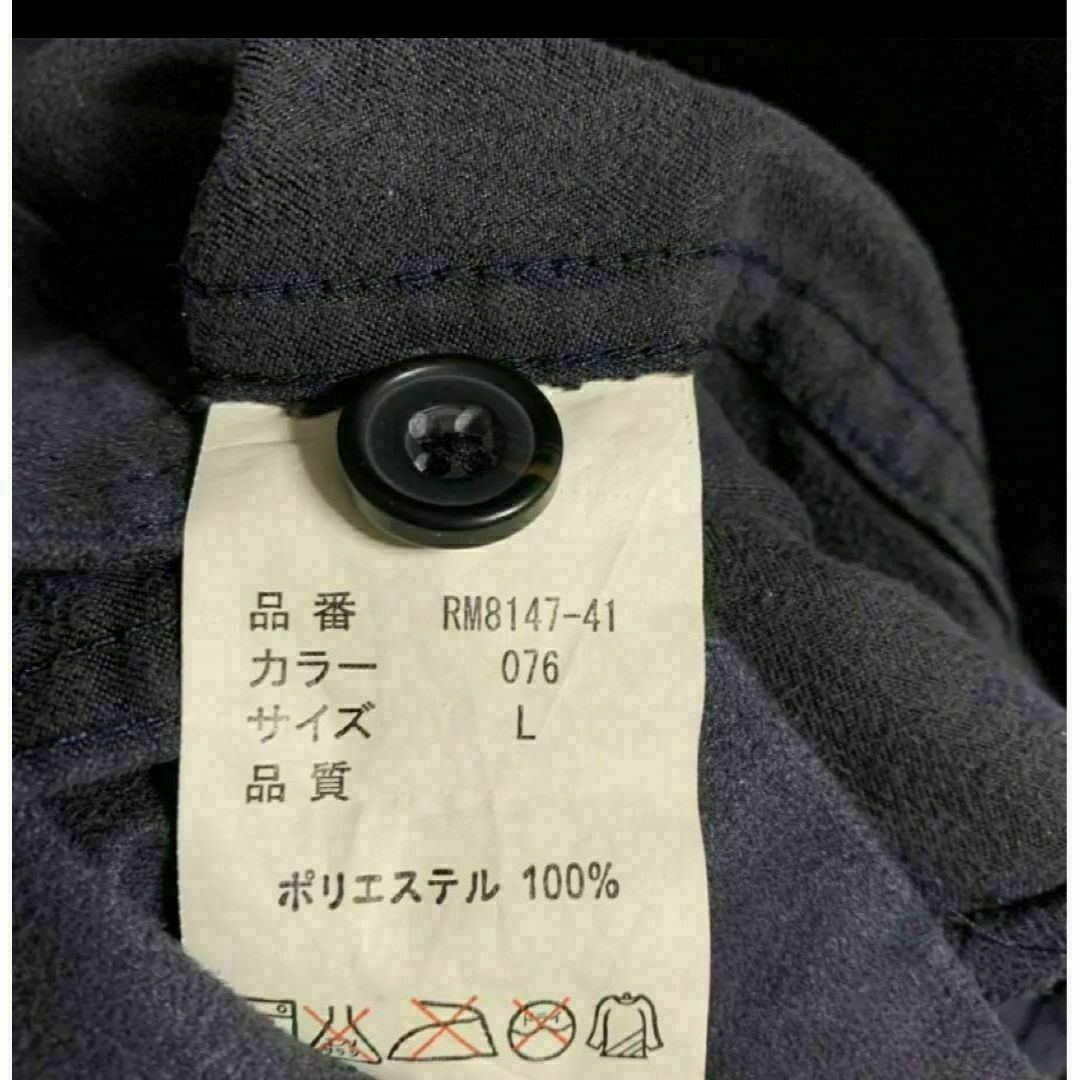 品番 RM8147-41
カラー 076
サイズ L
品質
ポリエステル 100%